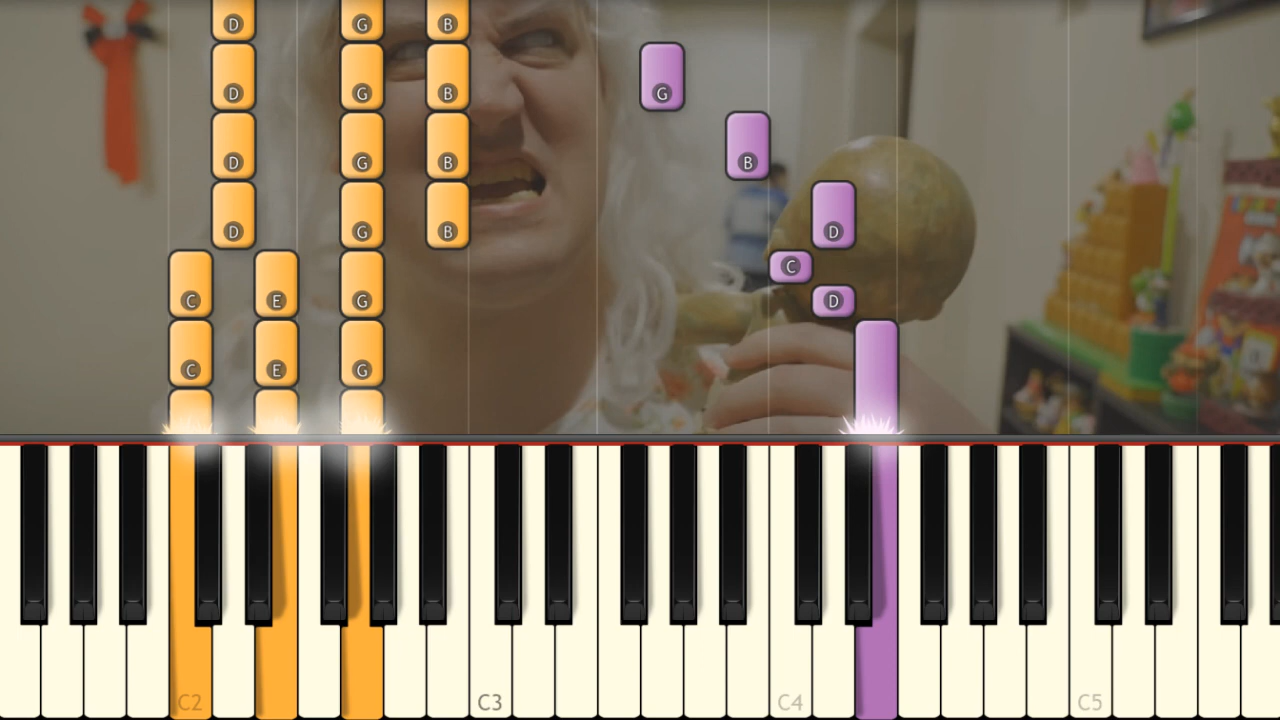 D G B
D G B G
D G B B
D G B D
C E G C
D
C E G
C2 C3 C4 C5